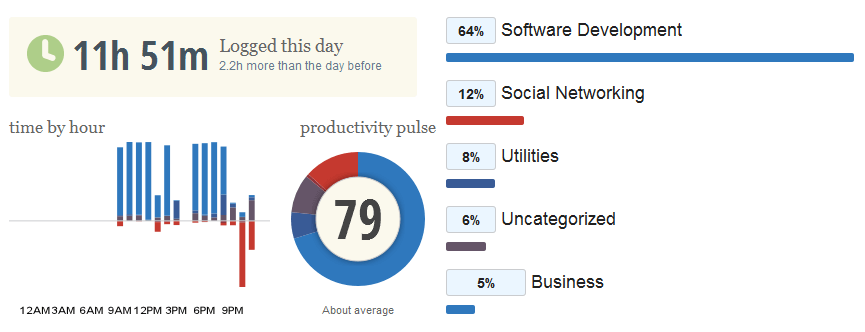 11h 51m
Logged this day
2.2h more than the day before
time by hour
12AM 3AM 6AM 9AM 12PM 3PM 6PM 9PM
productivity pulse
79
About average
64% Software Development
12% Social Networking
8% Utilities
6% Uncategorized
5% Business